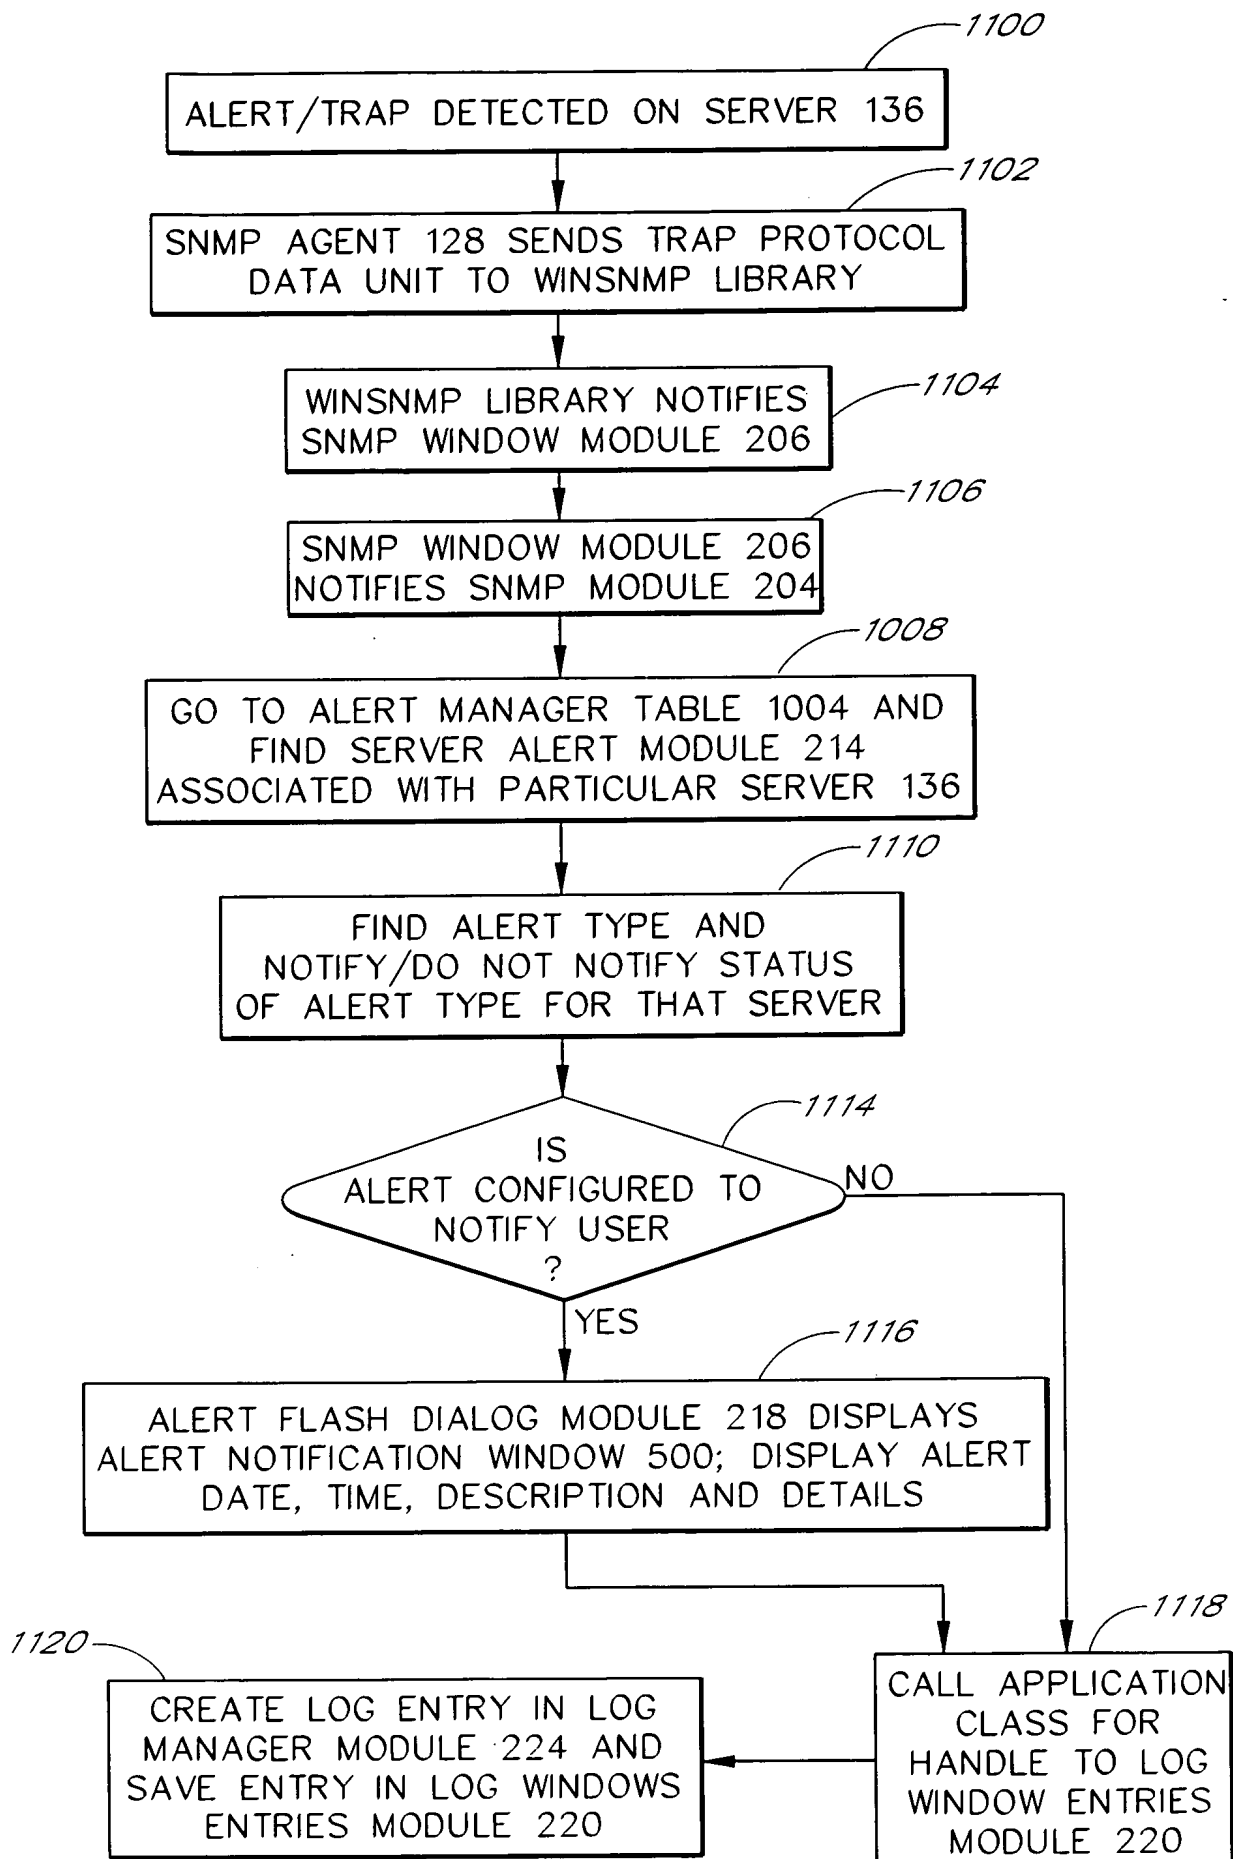 1100
ALERT/TRAP DETECTED ON SERVER 136
1102
SNMP AGENT 128 SENDS TRAP PROTOCOL
DATA UNIT TO WINSNMP LIBRARY
1104
WINSNMP LIBRARY NOTIFIES
SNMP WINDOW MODULE 206
1106
SNMP WINDOW MODULE 206
NOTIFIES SNMP MODULE 204
1008
GO TO ALERT MANAGER TABLE 1004 AND
FIND SERVER ALERT MODULE 214
ASSOCIATED WITH PARTICULAR SERVER 136
1110
FIND ALERT TYPE AND
NOTIFY/DO NOT NOTIFY STATUS
OF ALERT TYPE FOR THAT SERVER
1114
IS
ALERT CONFIGURED TO
NOTIFY USER
?
NO
YES
1116
ALERT FLASH DIALOG MODULE 218 DISPLAYS
ALERT NOTIFICATION WINDOW 500; DISPLAY ALERT
DATE, TIME, DESCRIPTION AND DETAILS
1118
CALL APPLICATION
CLASS FOR
HANDLE TO LOG
WINDOW ENTRIES
MODULE 220
1120
CREATE LOG ENTRY IN LOG
MANAGER MODULE 224 AND
SAVE ENTRY IN LOG WINDOWS
ENTRIES MODULE 220